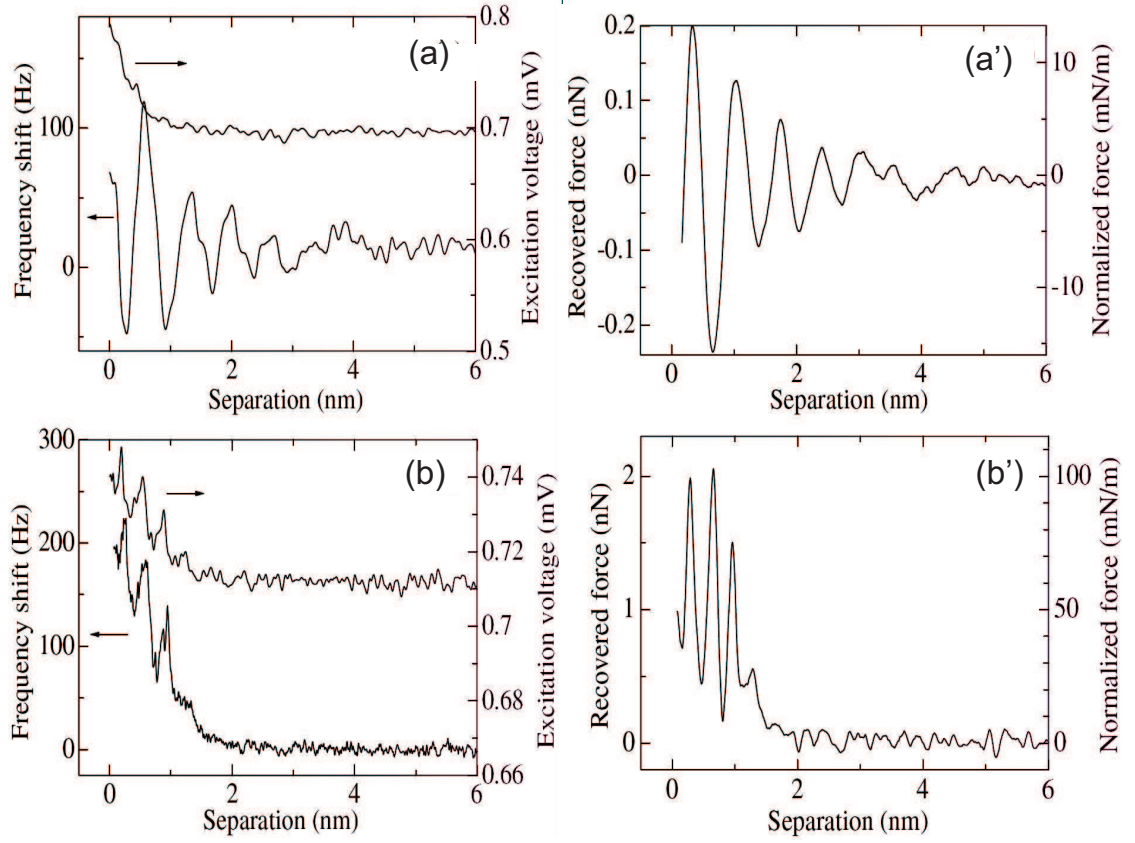 (a)
Frequency shift (Hz)
100
0
0.8
0.7
0.6
0.5
Excitation voltage (mV)
0 2 4 6
Separation (nm)
(a')
Recovered force (nN)
0.2
0.1
0
-0.1
-0.2
10
0
-10
Normalized force (mN/m)
0 2 4 6
Separation (nm)
(b)
Frequency shift (Hz)
300
200
100
0
0.74
0.72
0.7
0.68
0.66
Excitation voltage (mV)
0 2 4 6
Separation (nm)
(b')
Recovered force (nN)
2
1
0
100
50
0
Normalized force (mN/m)
0 2 4 6
Separation (nm)